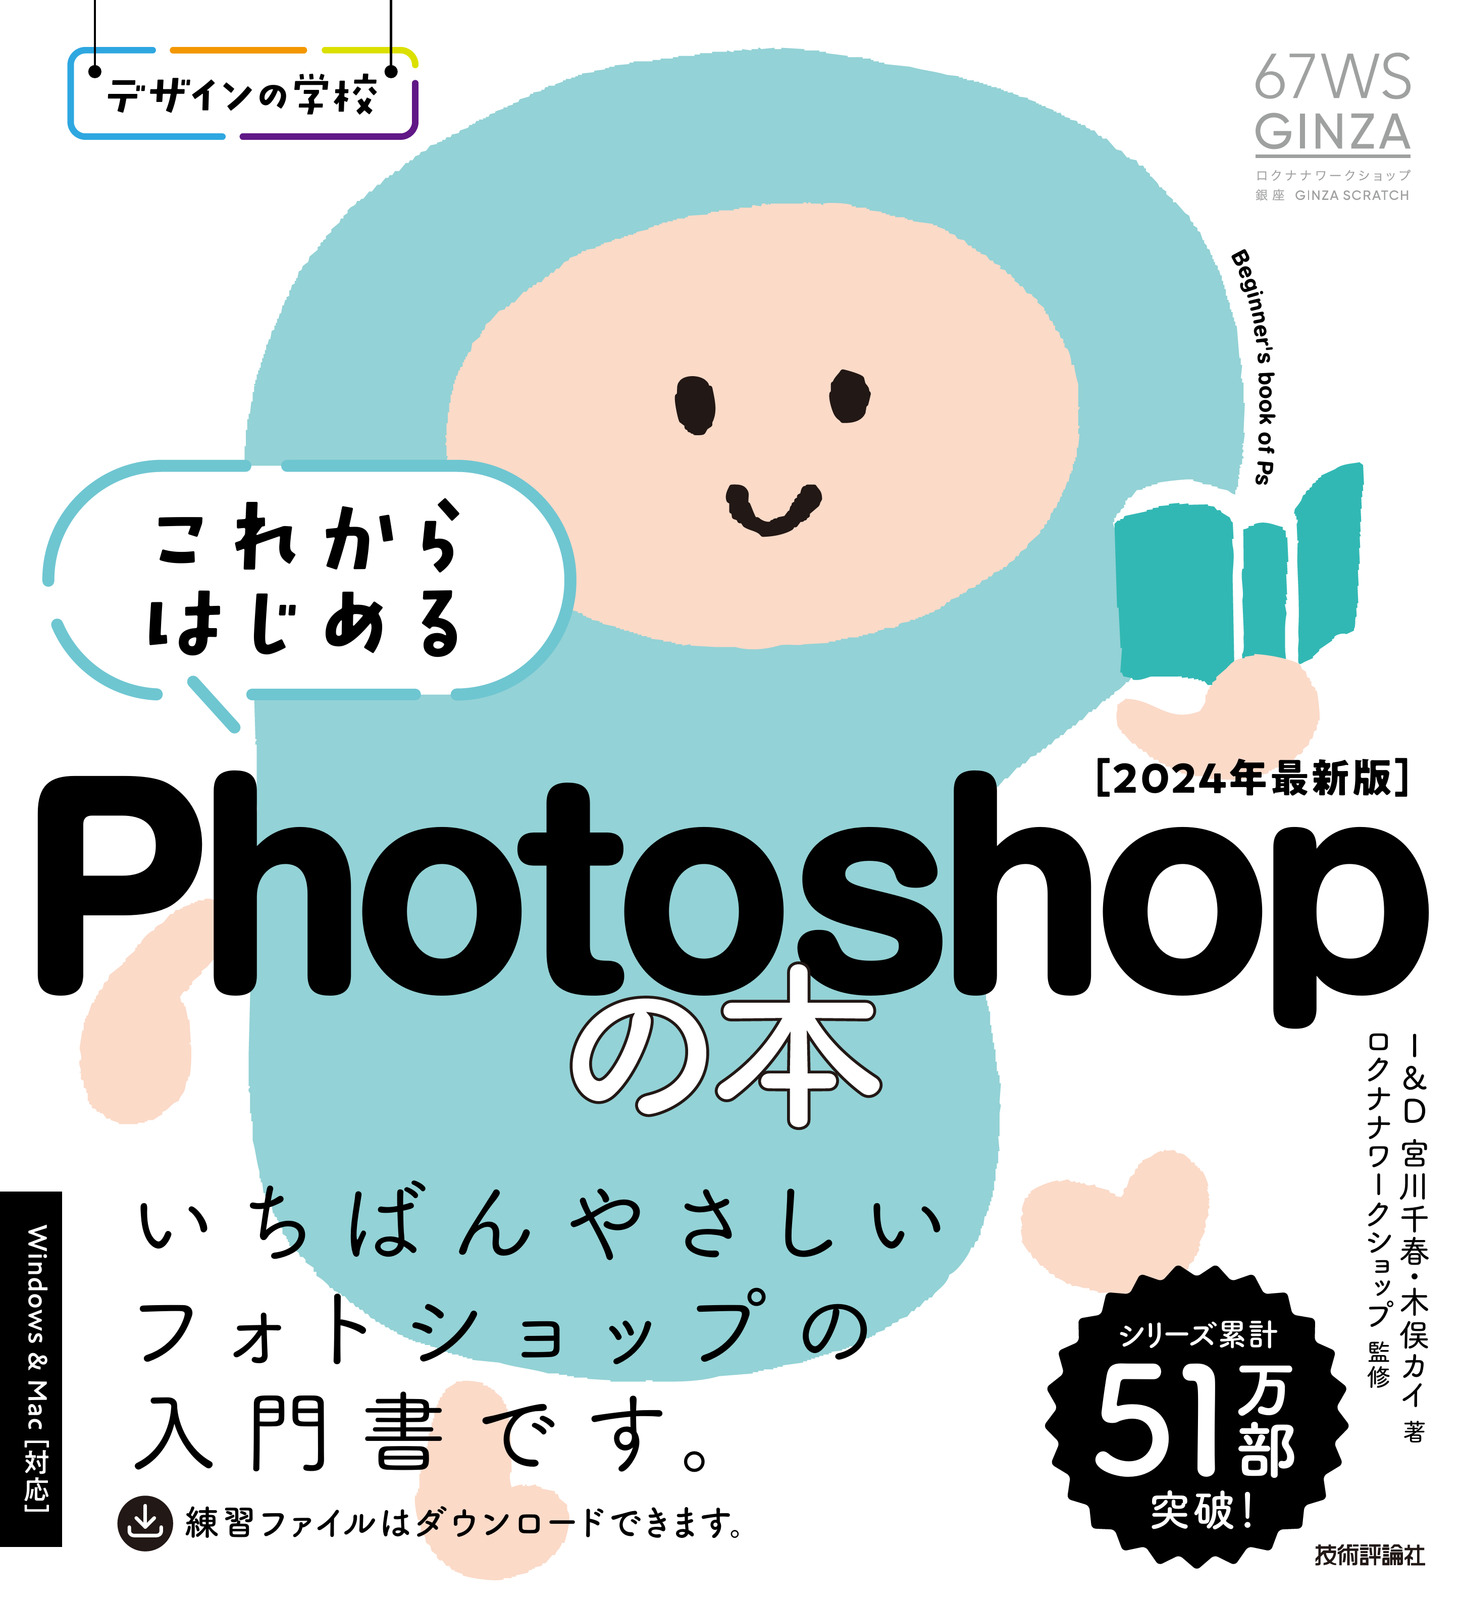 デザインの学校
67WS
GINZA
ロクナナワークショップ
銀座 GINZA SCRATCH
Beginner's book of Ps
これから
はじめる
[2024年最新版]
Photoshop
の本
I&D 宮川千春・木俣カイ 著
ロクナナワークショップ 監修
いちばんやさしい
フォトショップの
入門書です。
練習ファイルはダウンロードできます。
Windows & Mac [対応]
シリーズ累計
51万部
突破!
技術評論社